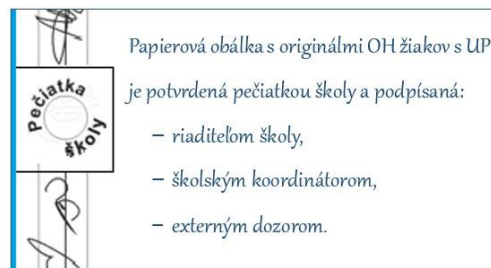 Papierová obálka s originálmi OH žiakov s UP
je potvrdená pečiatkou školy a podpísaná:
– riaditeľom školy,
– školským koordinátorom,
– externým dozorom.
Pečiatka
školy